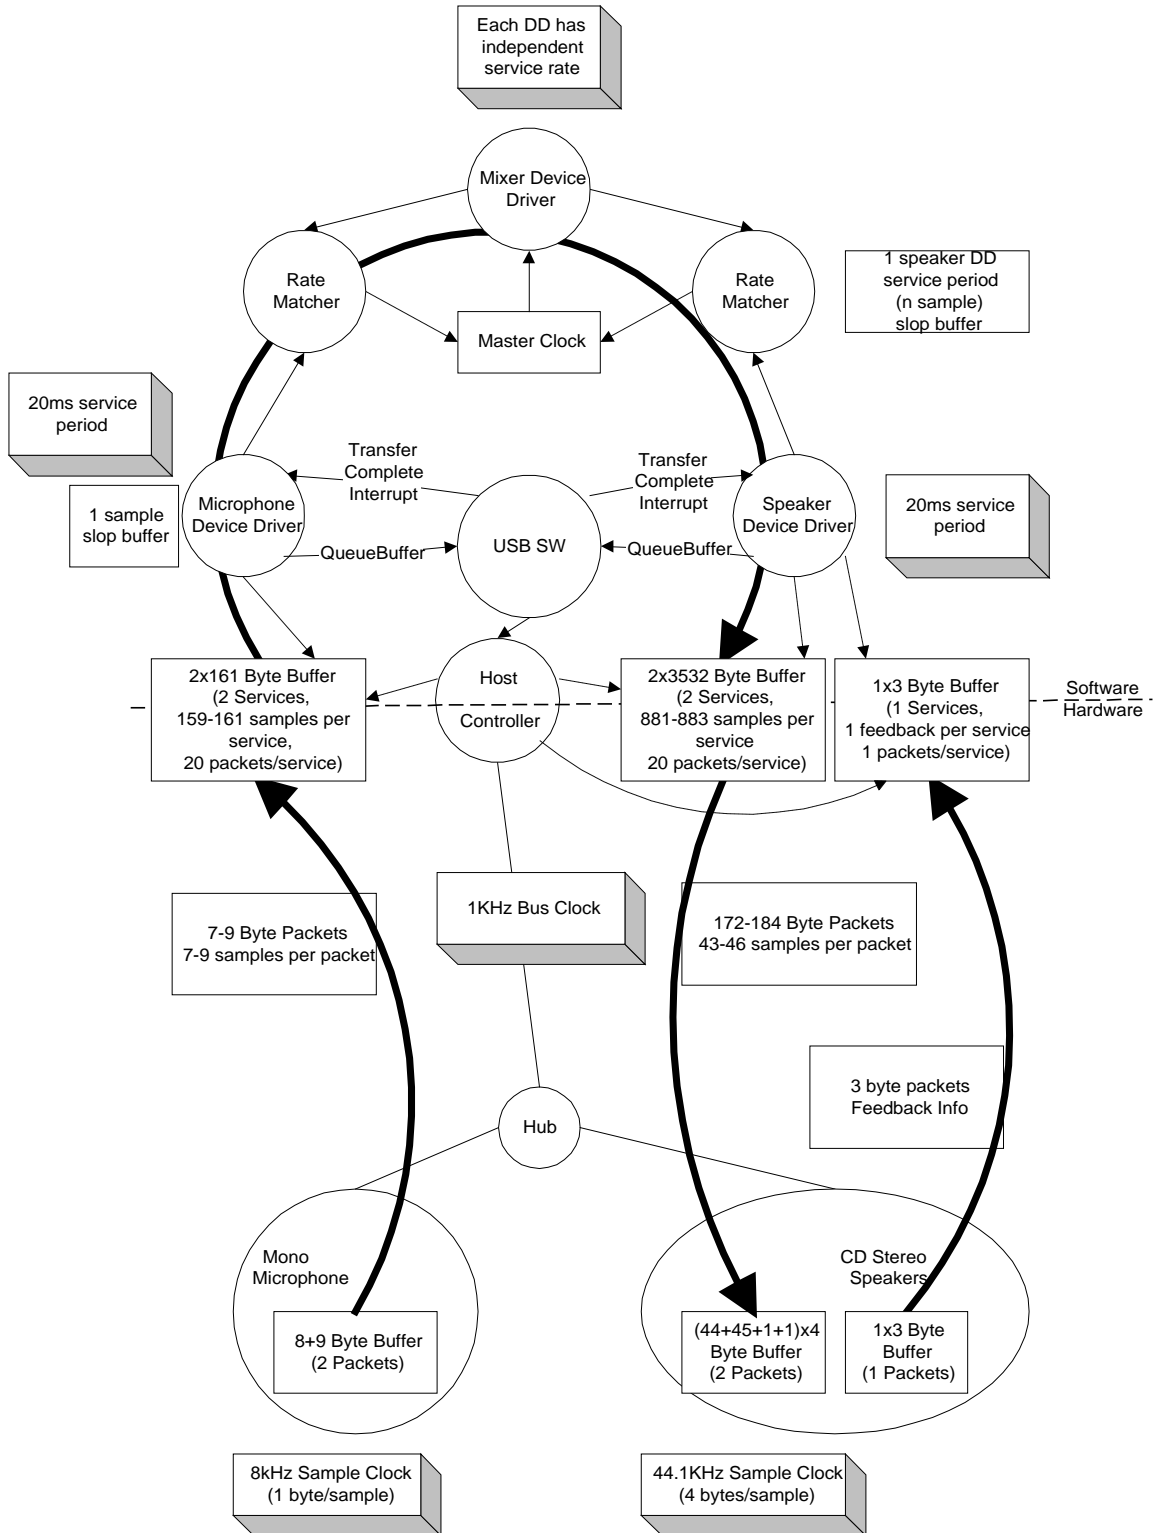 Each DD has
independent
service rate
Mixer Device
Driver
Rate
Matcher
Rate
Matcher
Master Clock
1 speaker DD
service period
(n sample)
slop buffer
20ms service
period
Transfer
Complete
Interrupt
Transfer
Complete
Interrupt
1 sample
slop buffer
Microphone
Device Driver
USB SW
Speaker
Device Driver
20ms service
period
QueueBuffer
QueueBuffer
2x161 Byte Buffer
(2 Services,
159-161 samples per
service,
20 packets/service)
Host
Controller
2x3532 Byte Buffer
(2 Services,
881-883 samples per
service
20 packets/service)
1x3 Byte Buffer
(1 Services,
1 feedback per service
1 packets/service)
Software
Hardware
7-9 Byte Packets
7-9 samples per packet
1KHz Bus Clock
172-184 Byte Packets
43-46 samples per packet
3 byte packets
Feedback Info
Hub
Mono
Microphone
8+9 Byte Buffer
(2 Packets)
CD Stereo
Speakers
(44+45+1+1)x4
Byte Buffer
(2 Packets)
1x3 Byte
Buffer
(1 Packets)
8kHz Sample Clock
(1 byte/sample)
44.1KHz Sample Clock
(4 bytes/sample)